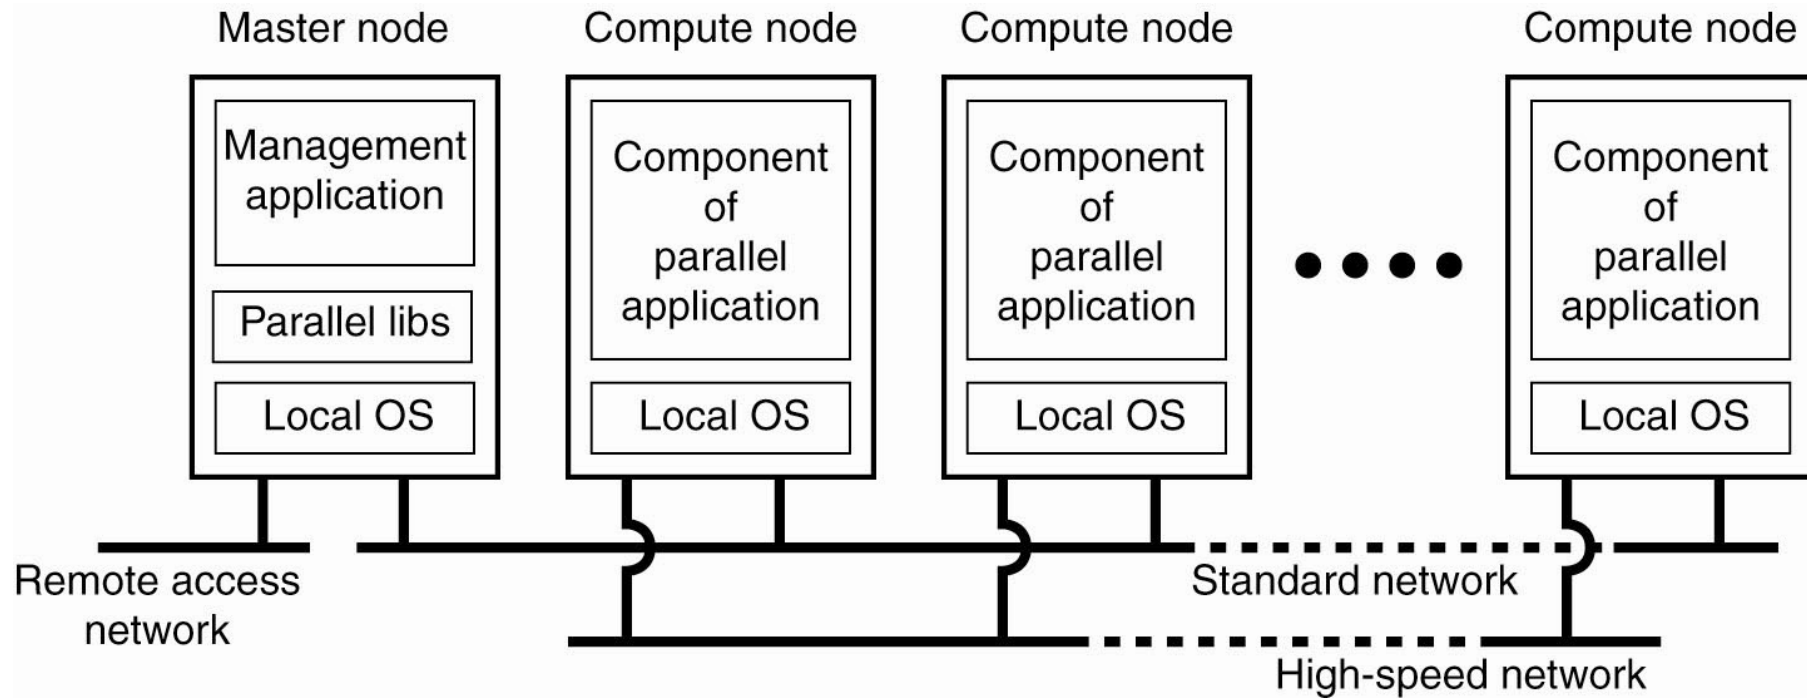 Master node
Compute node
Compute node
Compute node
Management
application
Parallel libs
Local OS
Component
of
parallel
application
Local OS
Component
of
parallel
application
Local OS
Component
of
parallel
application
Local OS
Remote access
network
Standard network
High-speed network